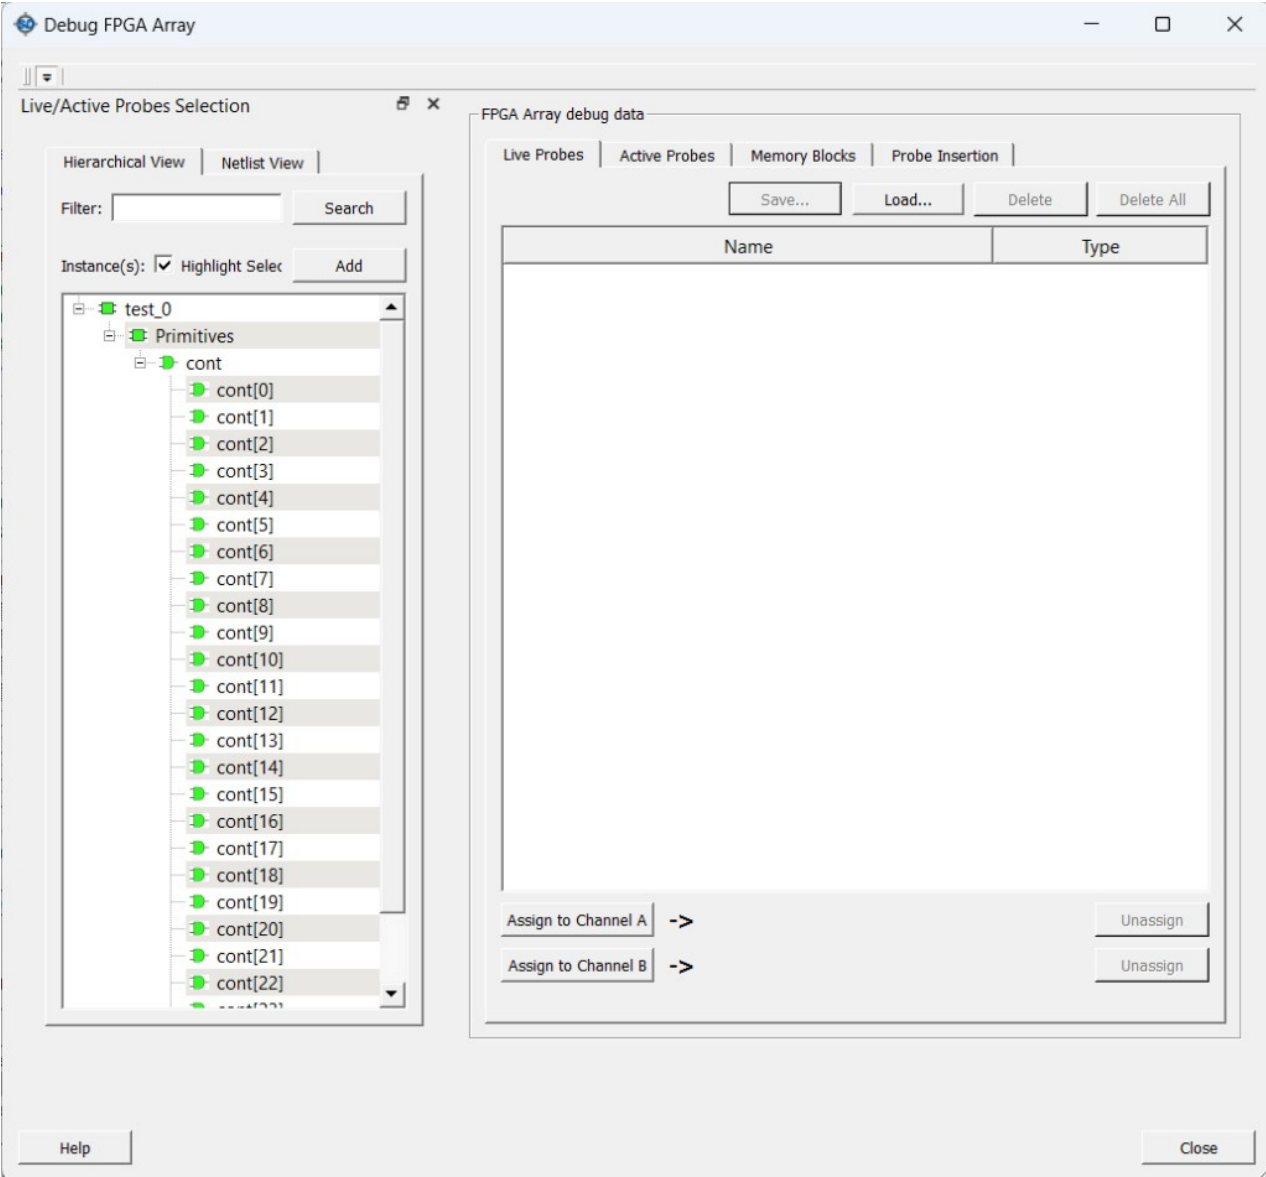 Debug FPGA Array
Live/Active Probes Selection
Hierarchical View
Netlist View
Filter:
Search
Instance(s):
Highlight Selec
Add
test_0
Primitives
cont
cont[0]
cont[1]
cont[2]
cont[3]
cont[4]
cont[5]
cont[6]
cont[7]
cont[8]
cont[9]
cont[10]
cont[11]
cont[12]
cont[13]
cont[14]
cont[15]
cont[16]
cont[17]
cont[18]
cont[19]
cont[20]
cont[21]
cont[22]
FPGA Array debug data
Live Probes
Active Probes
Memory Blocks
Probe Insertion
Save...
Load...
Delete
Delete All
Name
Type
Assign to Channel A
->
Unassign
Assign to Channel B
->
Unassign
Help
Close